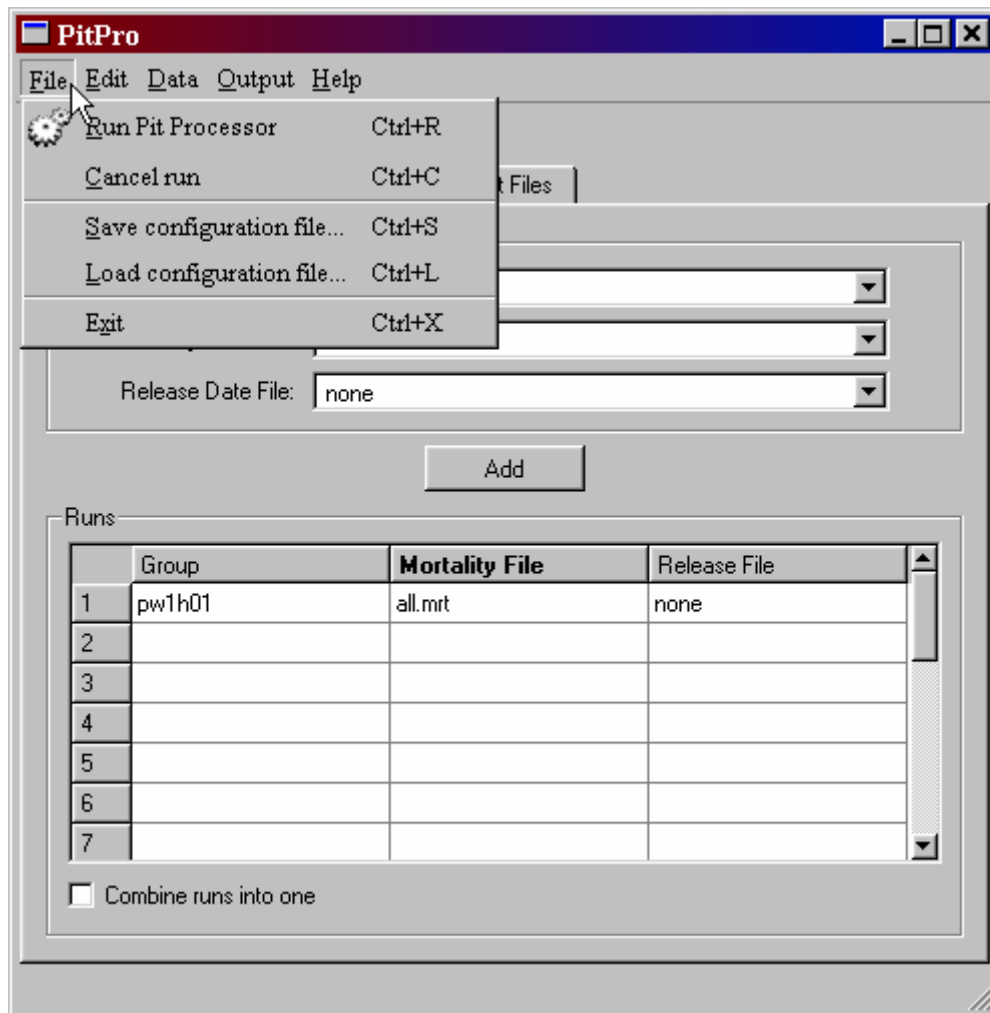 PitPro
File Edit Data Output Help
Run Pit Processor Ctrl+R
Cancel run Ctrl+C
Files
Save configuration file... Ctrl+S
Load configuration file... Ctrl+L
Exit Ctrl+X
Release Date File: none
Add
Runs
Group Mortality File Release File
1 pw1h01 all.mrt none
2
3
4
5
6
7
Combine runs into one